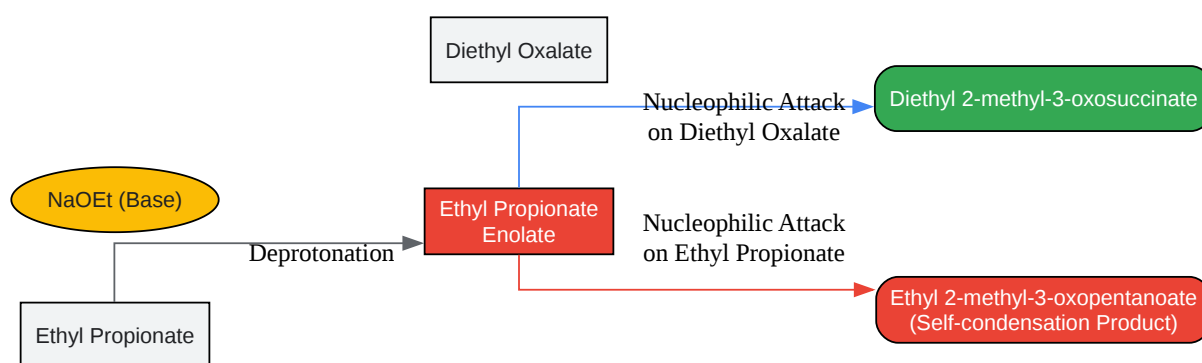 Diethyl Oxalate
Nucleophilic Attack
on Diethyl Oxalate
Diethyl 2-methyl-3-oxosuccinate
NaOEt (Base)
Ethyl Propionate
Enolate
Nucleophilic Attack
on Ethyl Propionate
Deprotonation
Ethyl 2-methyl-3-oxopentanoate
(Self-condensation Product)
Ethyl Propionate